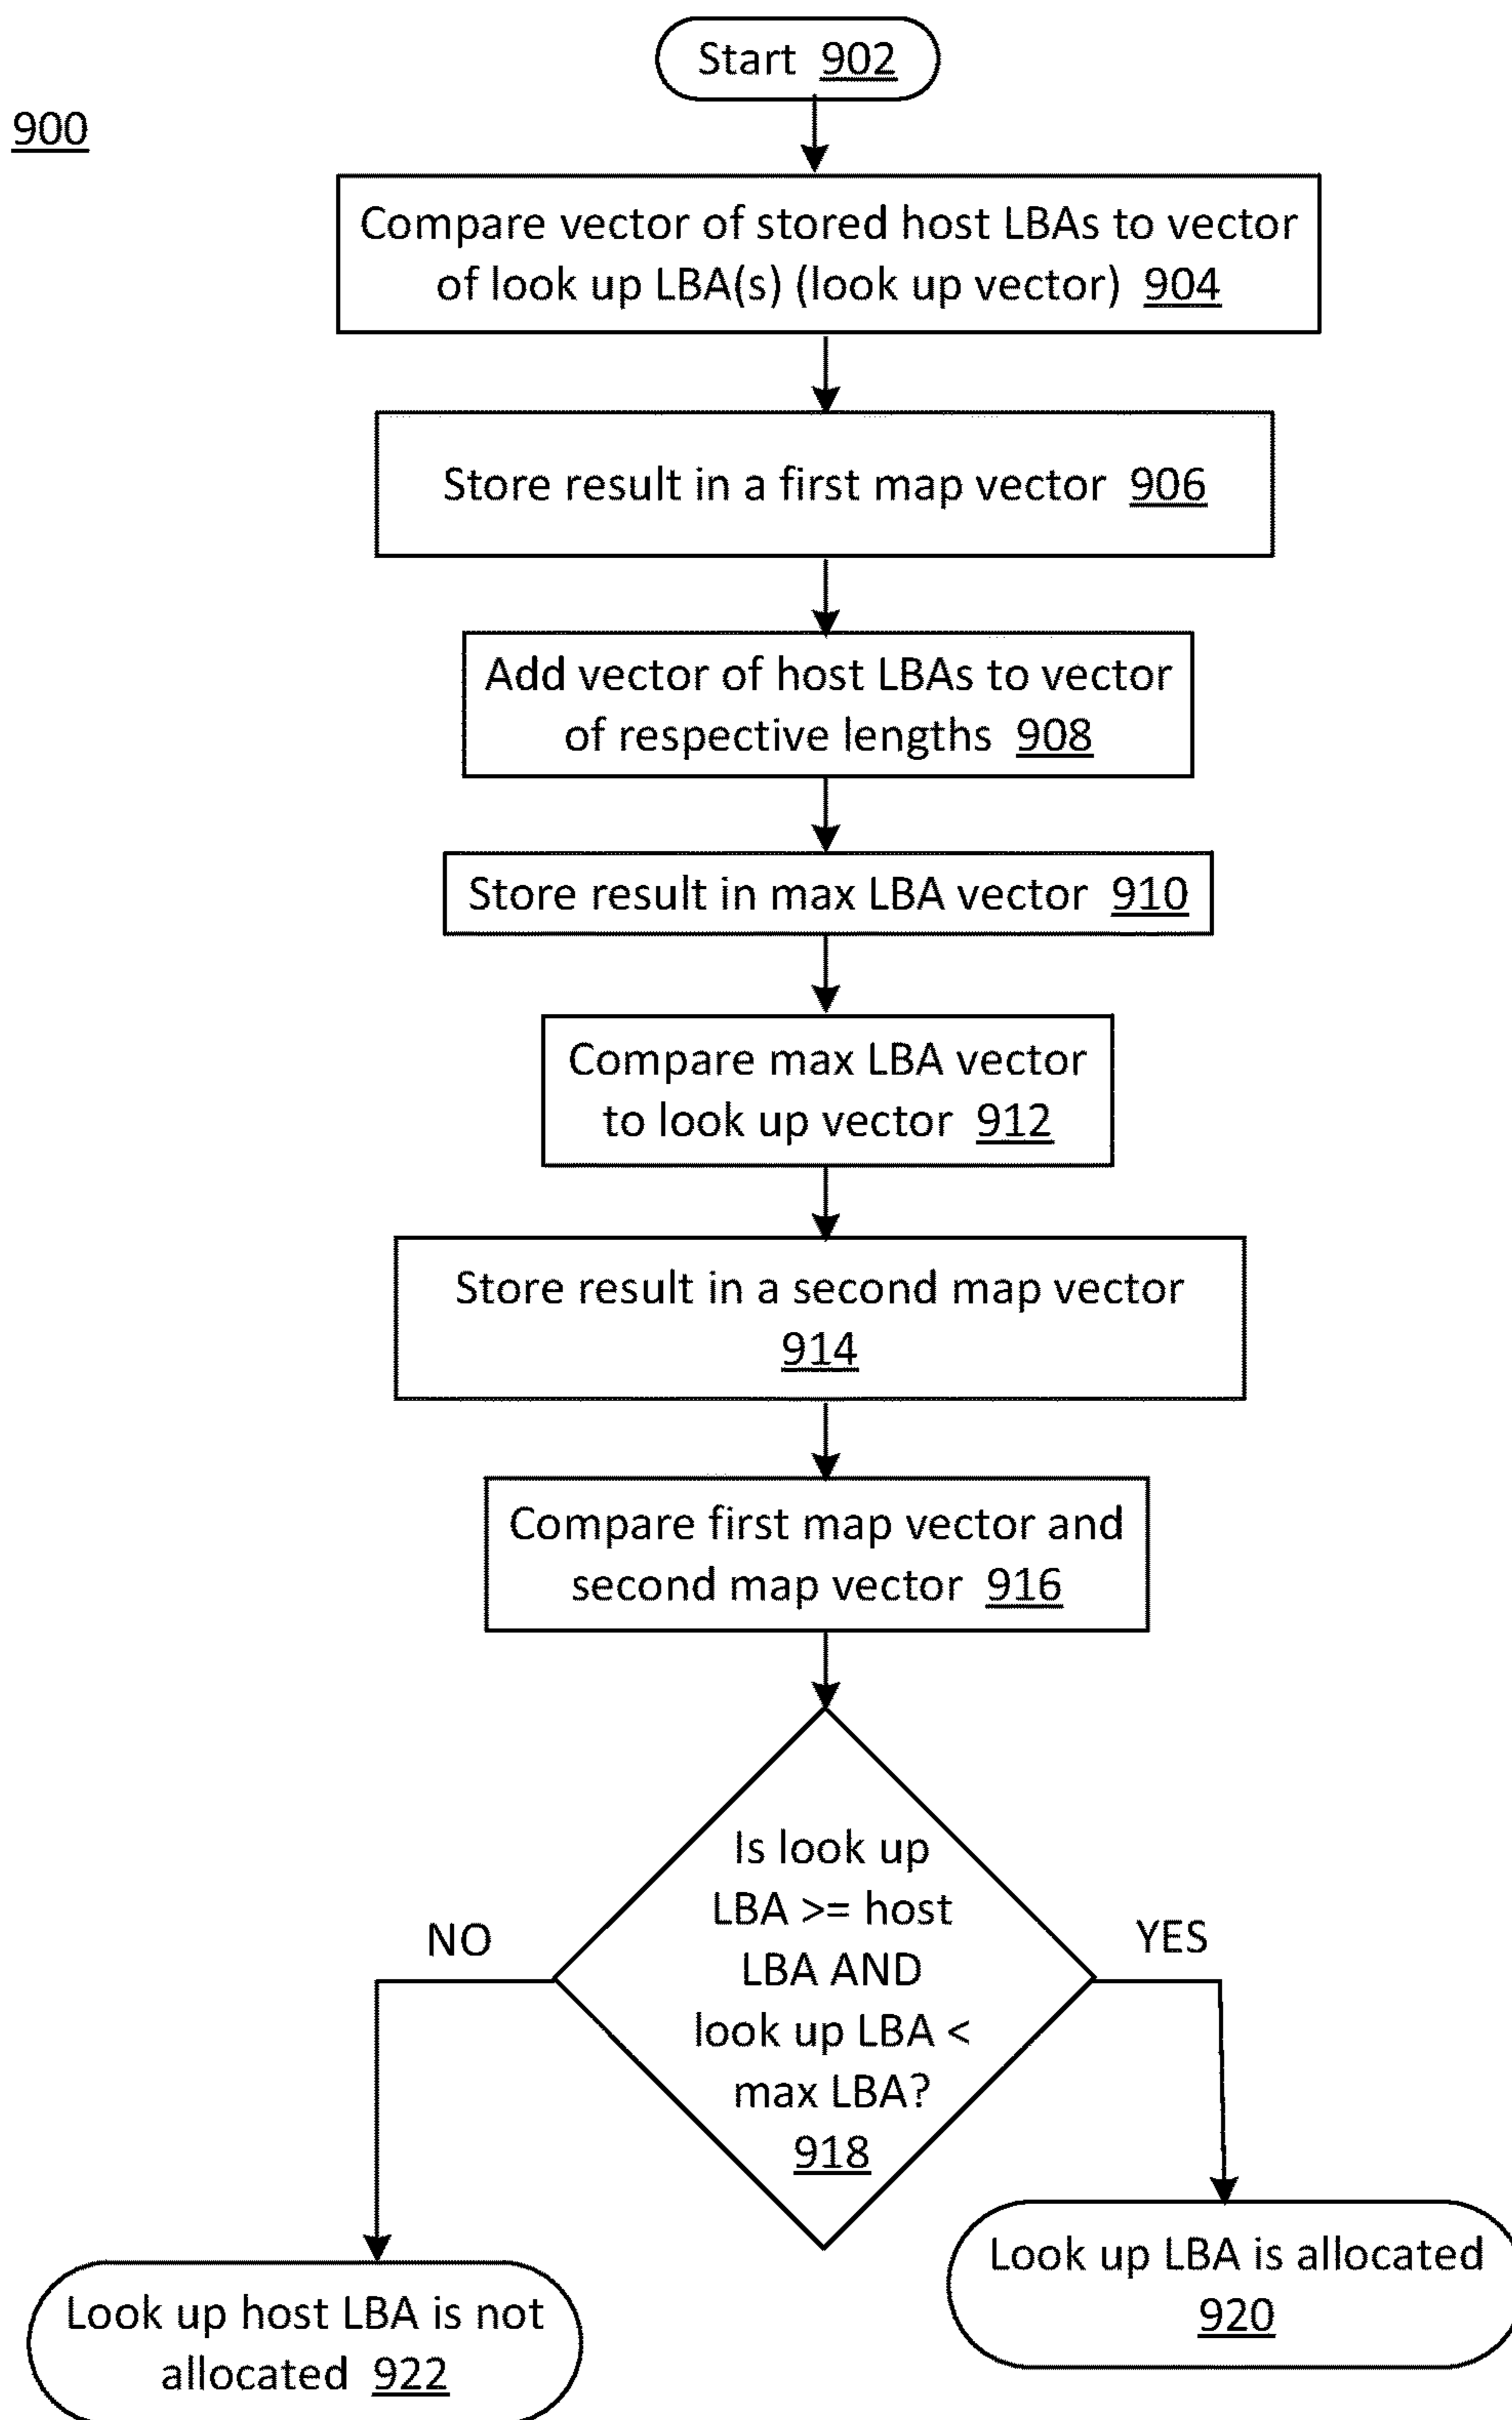 Start 902
900
Compare vector of stored host LBAs to vector
of look up LBA(s) (look up vector) 904
Store result in a first map vector 906
Add vector of host LBAs to vector
of respective lengths 908
Store result in max LBA vector 910
Compare max LBA vector
to look up vector 912
Store result in a second map vector
914
Compare first map vector and
second map vector 916
Is look up
LBA >= host
LBA AND
look up LBA <
max LBA?
918
NO
YES
Look up LBA is allocated
920
Look up host LBA is not
allocated 922